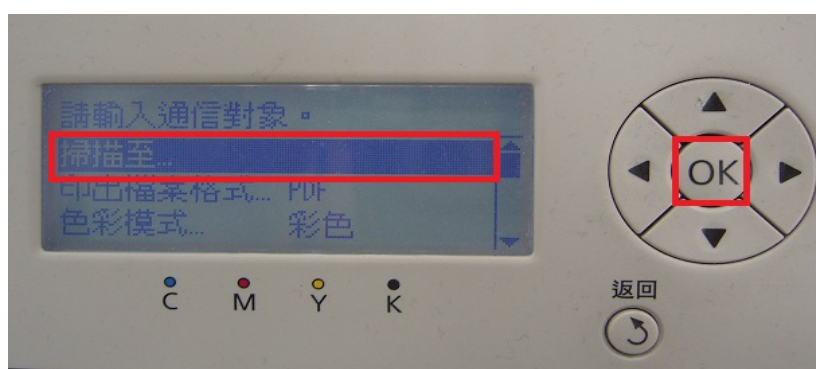 請輸入通信對象。
掃描至...
印出檔案格式... PDF
色彩模式... 彩色
C M Y K
OK
返回